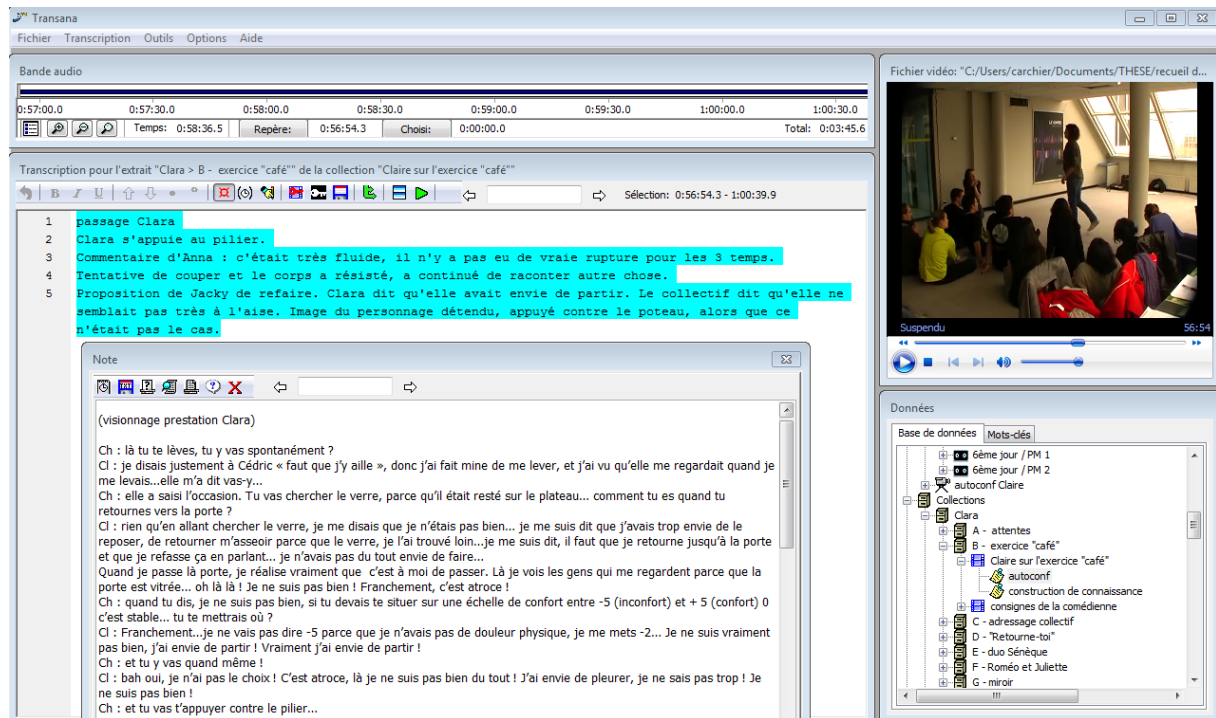 Transana
Fichier Transcription Outils Options Aide
Bande audio
0:57:00.0 0:57:30.0 0:58:00.0 0:58:30.0 0:59:00.0 0:59:30.0 1:00:00.0 1:00:30.0
Temps: 0:58:36.5 Repère: 0:56:54.3 Choisi: 0:00:00.0 Total: 0:03:45.6
Transcription pour l'extrait "Clara > B - exercice "café"" de la collection "Claire sur l'exercice "café""
B I U Sélection: 0:56:54.3 - 1:00:39.9
1 passage Clara
2 Clara s'appuie au pilier.
3 Commentaire d'Anna : c'était très fluide, il n'y a pas eu de vraie rupture pour les 3 temps.
4 Tentative de couper et le corps a résisté, a continué de raconter autre chose.
5 Proposition de Jacky de refaire. Clara dit qu'elle avait envie de partir. Le collectif dit qu'elle ne
semblait pas très à l'aise. Image du personnage détendu, appuyé contre le poteau, alors que ce
n'était pas le cas.
Note
(visionnage prestation Clara)
Ch : là tu te lèves, tu y vas spontanément ?
Cl : je disais justement à Cédric « faut que j'y aille », donc j'ai fait mine de me lever, et j'ai vu qu'elle me regardait quand je
me levais...elle m'a dit vas-y...
Ch : elle a saisi l'occasion. Tu vas chercher le verre, parce qu'il était resté sur le plateau... comment tu es quand tu
retournes vers la porte ?
Cl : rien qu'en allant chercher le verre, je me disais que je n'étais pas bien... je me suis dit que j'avais trop envie de le
reposer, de retourner m'asseoir parce que le verre, je l'ai trouvé loin...je me suis dit, il faut que je retourne jusqu'à la porte
et que je refasse ça en parlant... je n'avais pas du tout envie de faire...
Quand je passe là porte, je réalise vraiment que c'est à moi de passer. Là je vois les gens qui me regardent parce que la
porte est vitrée... oh là là ! Je ne suis pas bien ! Franchement, c'est atroce !
Ch : quand tu dis, je ne suis pas bien, si tu devais te situer sur une échelle de confort entre -5 (inconfort) et + 5 (confort) 0
c'est stable... tu te mettrais où ?
Cl : Franchement...je ne vais pas dire -5 parce que je n'avais pas de douleur physique, je me mets -2... Je ne suis vraiment
pas bien, j'ai envie de partir ! Vraiment j'ai envie de partir !
Ch : et tu y vas quand même !
Cl : bah oui, je n'ai pas le choix ! C'est atroce, là je ne suis pas bien du tout ! J'ai envie de pleurer, je ne sais pas trop ! Je
ne suis pas bien !
Ch : et tu vas t'appuyer contre le pilier...
Fichier vidéo: "C:/Users/carchier/Documents/THESE/recueil d...
Suspendu 56:54
Données
Base de données Mots-clés
6ème jour / PM 1
6ème jour / PM 2
autoconf Claire
Collections
Clara
A - attentes
B - exercice "café"
Claire sur l'exercice "café"
autoconf
construction de connaissance
consignes de la comédienne
C - adressage collectif
D - "Retourne-toi"
E - duo Sénèque
F - Roméo et Juliette
G - miroir